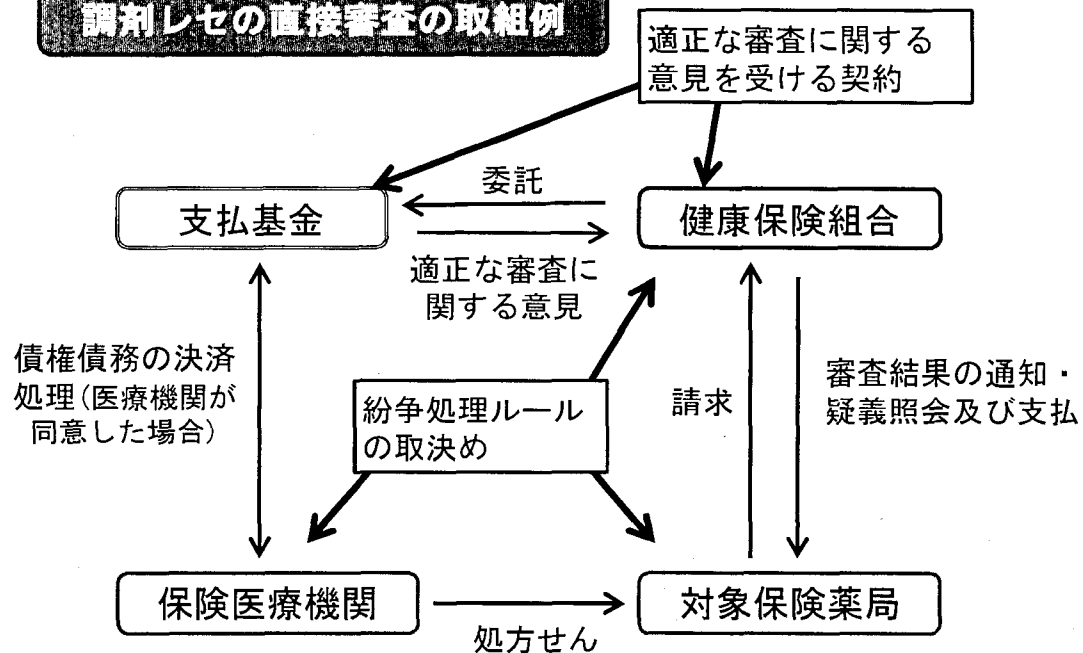 調剤レセの直接審査の取組例
適正な審査に関する
意見を受ける契約
委託
支払基金
健康保険組合
適正な審査に
関する意見
債権債務の決済
処理(医療機関が
同意した場合)
紛争処理ルール
の取決め
請求
審査結果の通知・
疑義照会及び支払
保険医療機関
対象保険薬局
処方せん